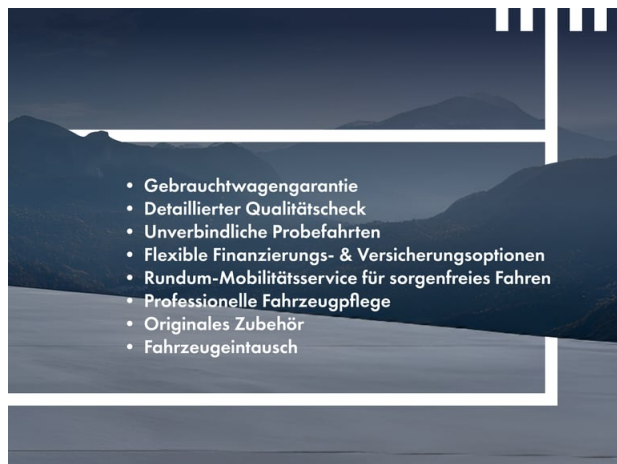 • Gebrauchtwagengarantie
• Detaillierter Qualitätscheck
• Unverbindliche Probefahrten
• Flexible Finanzierungs- & Versicherungsoptionen
• Rundum-Mobilitätsservice für sorgenfreies Fahren
• Professionelle Fahrzeugpflege
• Originales Zubehör
• Fahrzeugeintausch